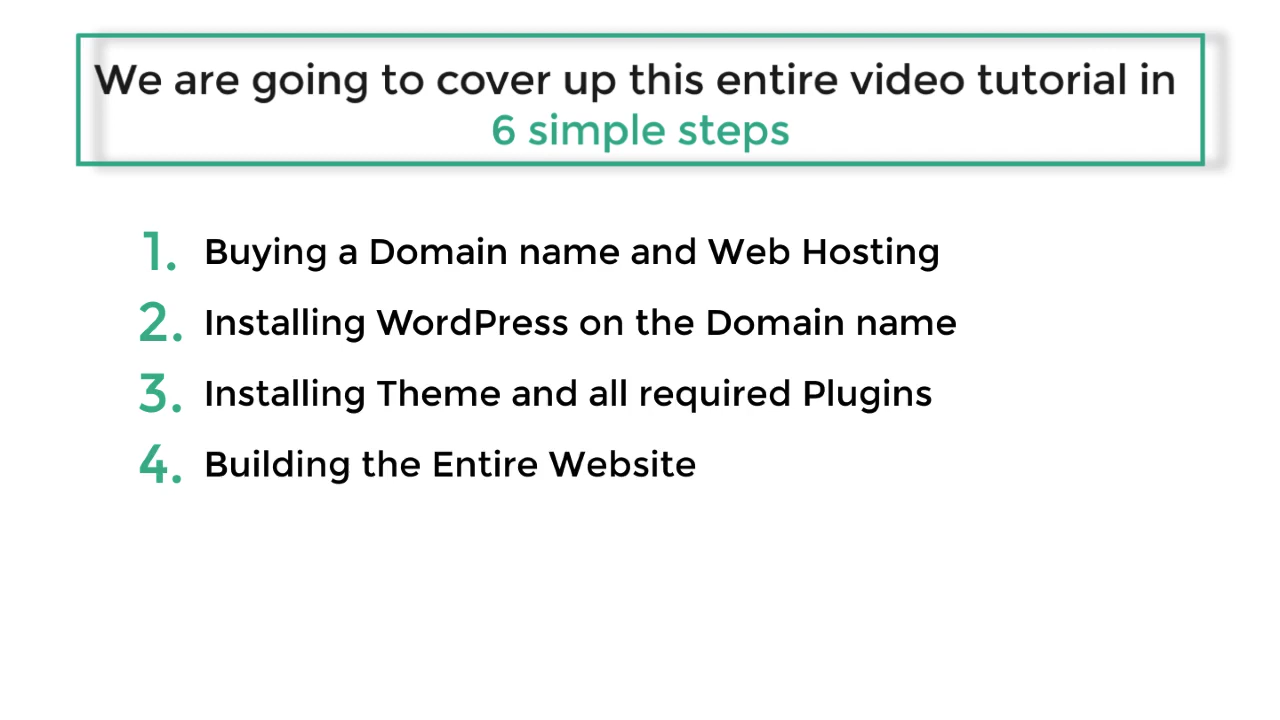 We are going to cover up this entire video tutorial in
6 simple steps
1. Buying a Domain name and Web Hosting
2. Installing WordPress on the Domain name
3. Installing Theme and all required Plugins
4. Building the Entire Website